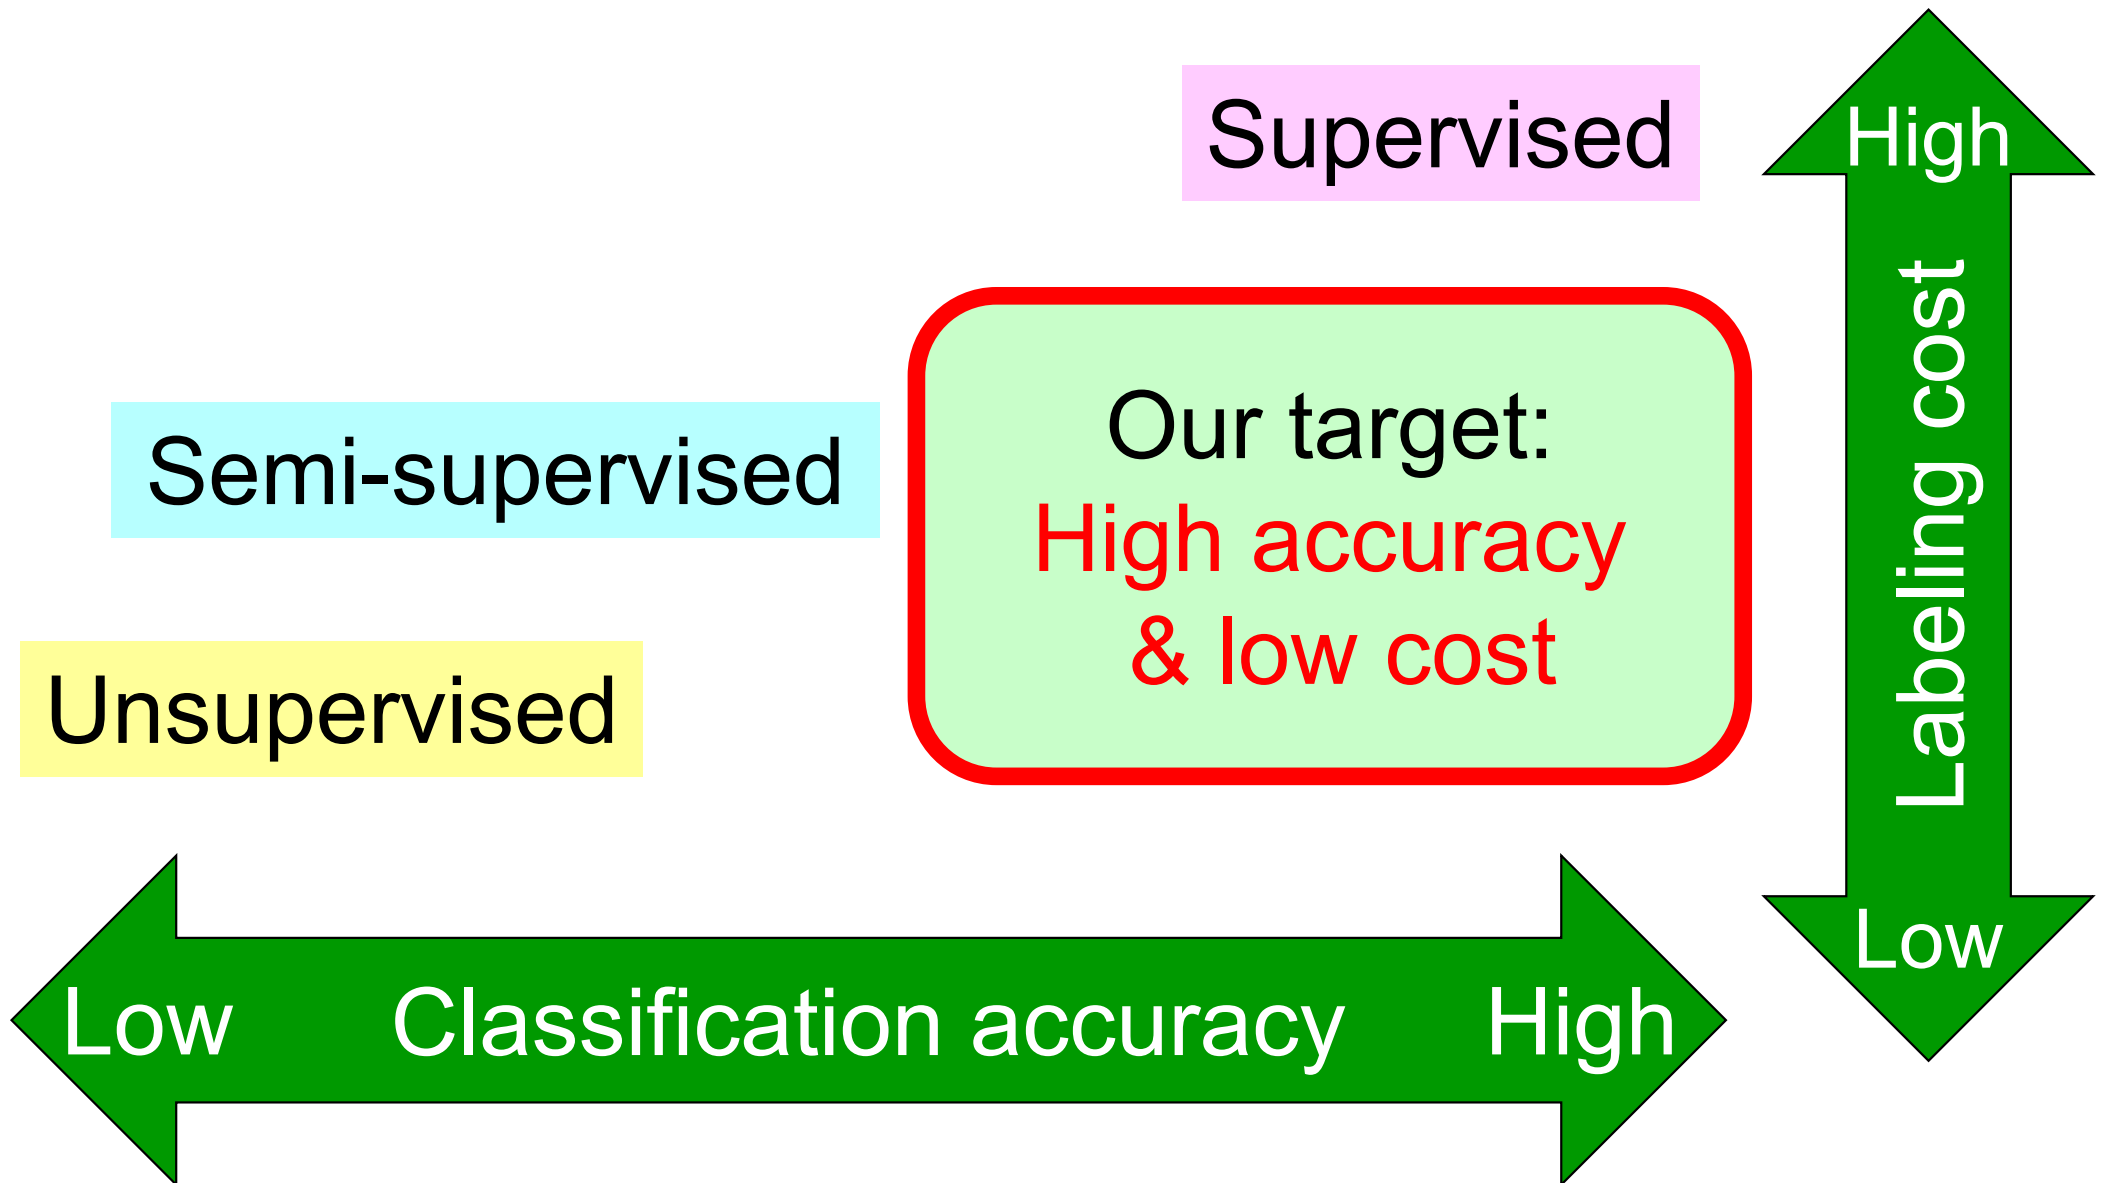 Supervised
High
Labeling cost
Low
Our target:
High accuracy
& low cost
Semi-supervised
Unsupervised
Low
Classification accuracy
High